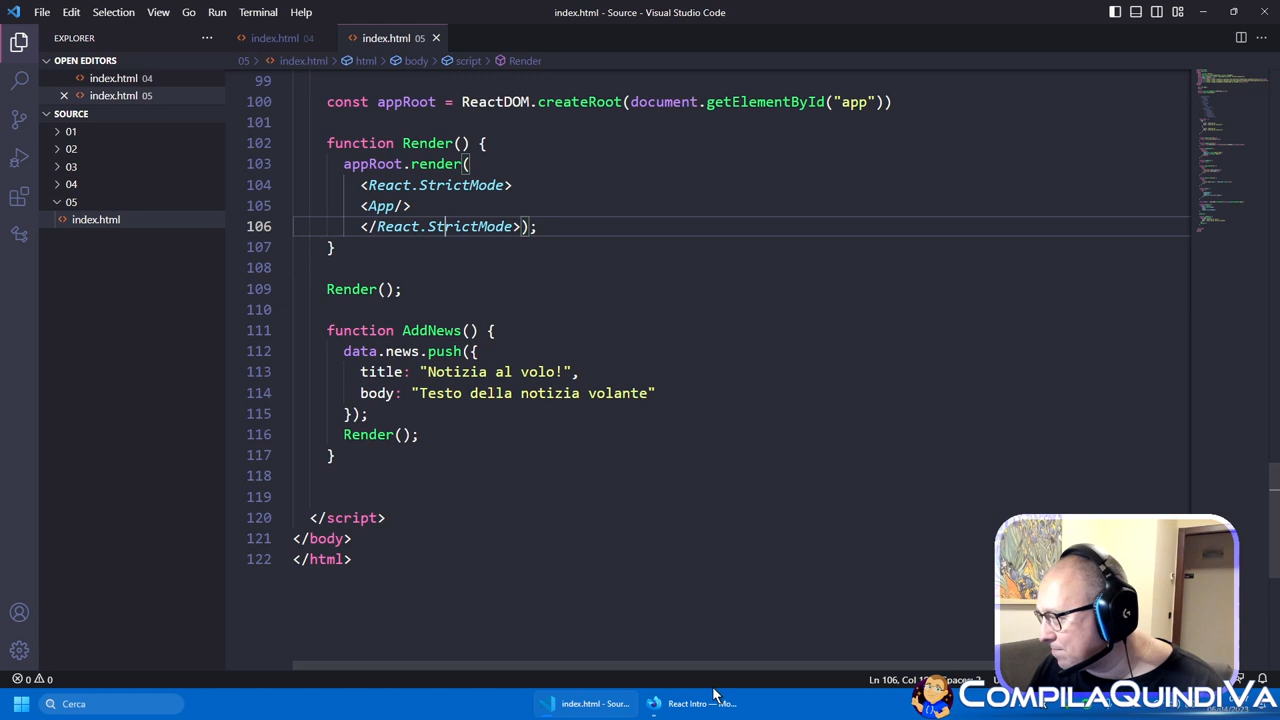 File Edit Selection View Go Run Terminal Help
index.html - Source - Visual Studio Code
EXPLORER
OPEN EDITORS
index.html 04
index.html 05
SOURCE
01
02
03
04
05
index.html
index.html 04
index.html 05
05 > index.html > html > body > script > Render
99
100 const appRoot = ReactDOM.createRoot(document.getElementById("app"))
101
102 function Render() {
103 appRoot.render(
104 <React.StrictMode>
105 <App/>
106 </React.StrictMode>);
107 }
108
109 Render();
110
111 function AddNews() {
112 data.news.push({
113 title: "Notizia al volo!",
114 body: "Testo della notizia volante"
115 });
116 Render();
117 }
118
119
120 </script>
121 </body>
122 </html>
0 0
Cerca
index.html - Sour...
React Intro — Mo...
COMPILAQUINDIVA